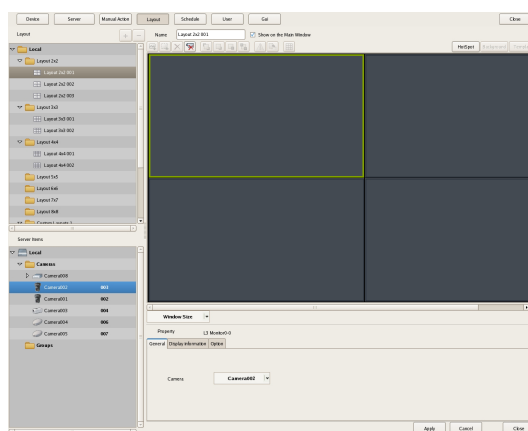 Device Server Manual Action Layout Schedule User Gui Close
Layout Name Layout 2x2 001 Show on the Main Window
HotSpot Background
Local
Layout 2x2
Layout 2x2 001
Layout 2x2 002
Layout 2x2 003
Layout 3x3
Layout 3x3 001
Layout 3x3 002
Layout 4x4
Layout 4x4 001
Layout 4x4 002
Layout 5x5
Layout 6x6
Layout 7x7
Layout 8x8
Server Items
Local
Cameras
Camera008
Camera002 003
Camera001 002
Camera003 004
Camera004 006
Camera005 007
Groups
Window Size
Property L3 Monitor0-0
General Display information Option
Camera Camera002
Apply Cancel Close